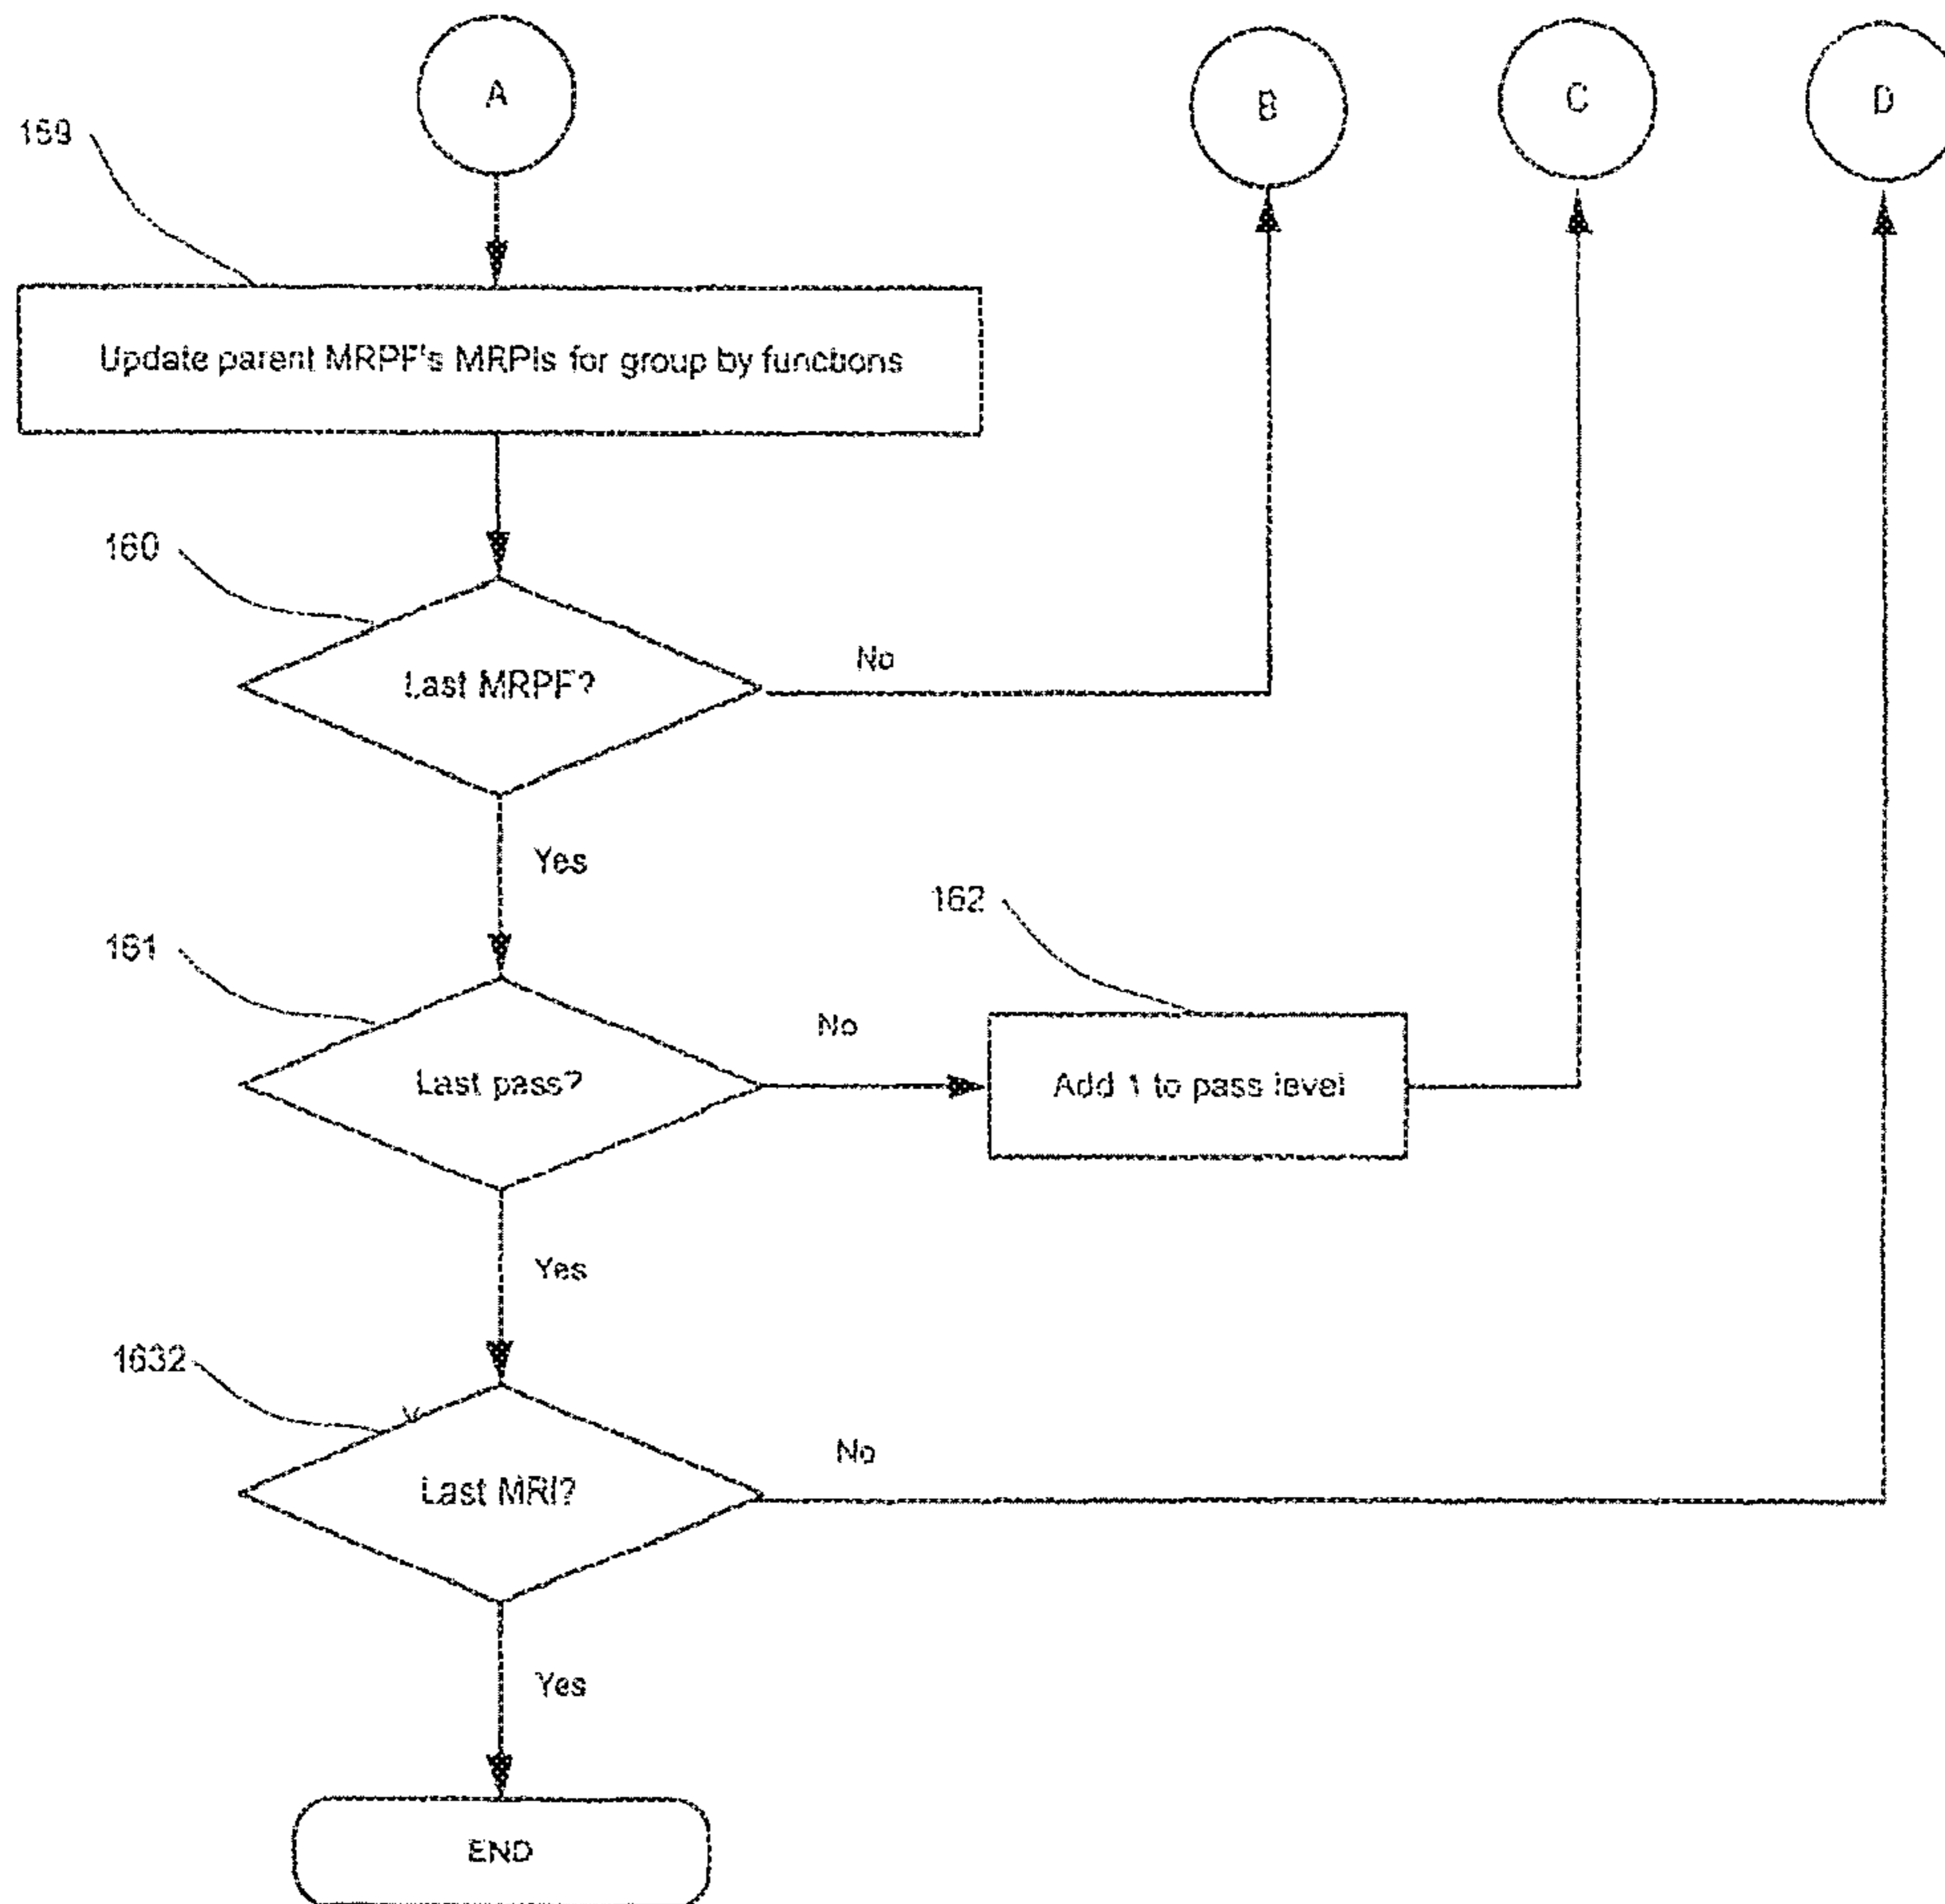 A
B
C
D
159
Update parent MRPF's MRPIs for group by functions
160
Last MRPF?
No
Yes
162
161
No
Last pass?
Add 1 to pass level
Yes
1632
No
Last MRI?
Yes
END